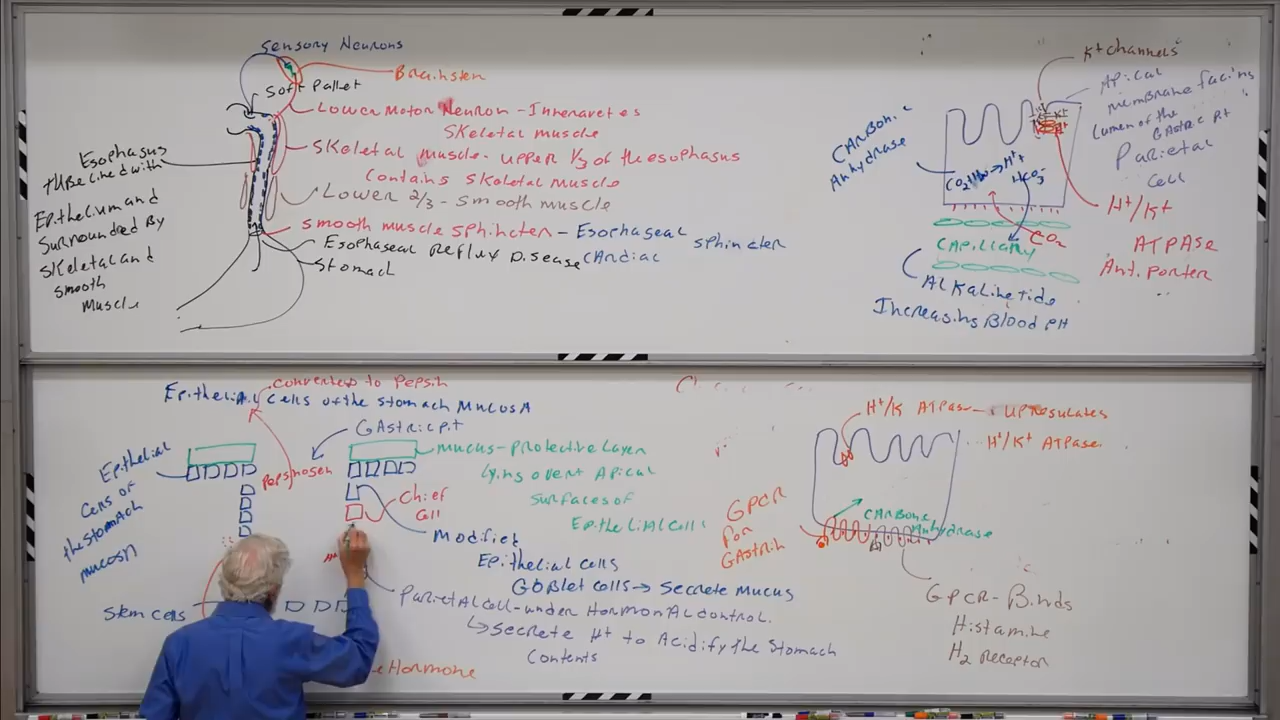 Sensory Neurons
Brainstem
Soft Pallet
Lower Motor Neuron - Innervates
Skeletal muscle
Skeletal muscle - upper 1/3 of the esophagus
Contains Skeletal muscle
Lower 2/3 - Smooth muscle
Smooth muscle Sphincter - Esophageal
Sphincter
Esophageal Reflux Disease Cardiac
Stomach
Esophagus
tube lined with
Epithelium and
Surrounded By
Skeletal and
Smooth
Muscle
K+ channels
Apical
membrane facing
Lumen of the
Gastric Pit
Parietal
Cell
Carbonic
Anhydrase
H+
HCO3-
K+
CO2
H+/K+
ATPAse
Antiporter
Capillary
Alkaline tide
Increasing Blood pH
converted to Pepsin
Epithelial Cells of the Stomach Mucosa
Gastric Pit
Mucus - Protective Layer
lying over Apical
Surfaces of
Epithelial Cells
Epithelial
Cells of
the Stomach
mucosa
Pepsinogen
Chief
Cell
Modified
Epithelial cells
Goblet cells → Secrete Mucus
Parietal cell - under Hormonal control.
↳ Secrete H+ to Acidify the Stomach
Contents
Stem cells
H+
Hormone
H+/K ATPase - upregulates
H+/K+ ATPase.
Carbonic
Anhydrase
GPCR
For
Gastrin
GPCR - Binds
Histamine
H2 Receptor